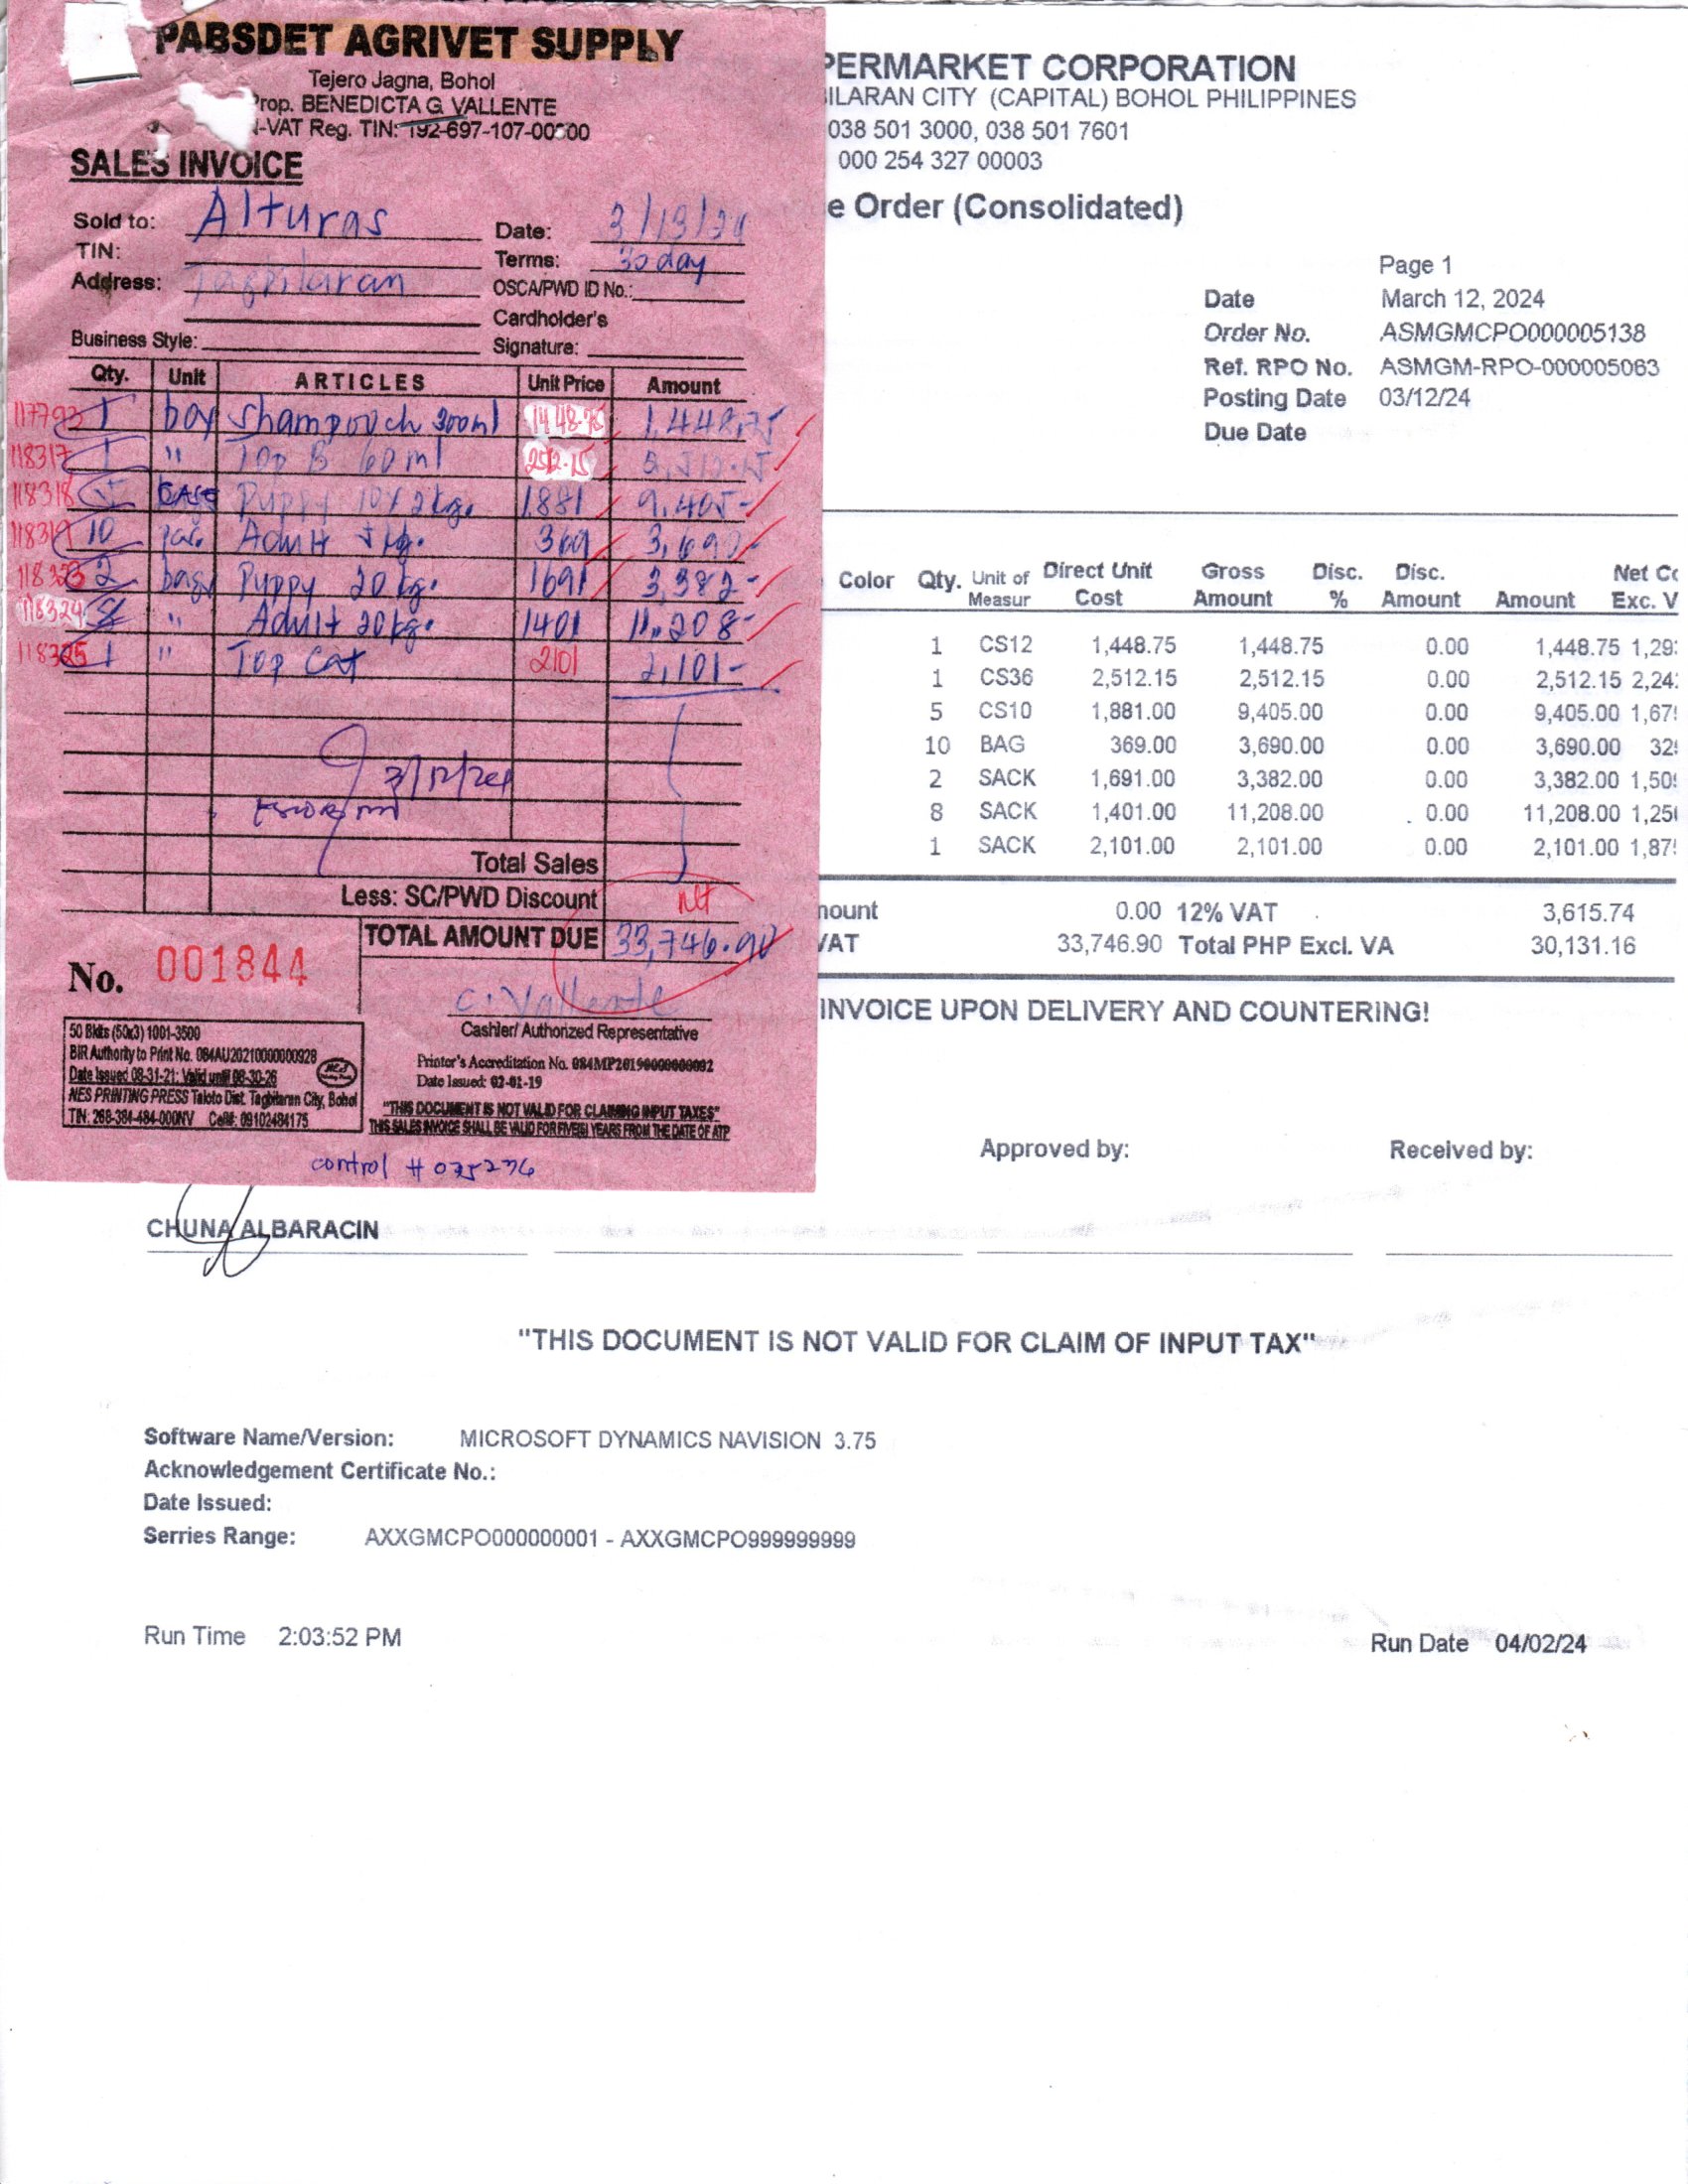 PABSDET AGRIVET SUPPLY
Tejero Jagna, Bohol
Prop. BENEDICTA G. VALLENTE
-VAT Reg. TIN: 192-697-107-00000
SALES INVOICE
Sold to: Alturas
Date: 3/13/24
TIN:
Terms: 30 day
Address: Tagbilaran
OSCA/PWD ID No.:
Cardholder's
Business Style:
Signature:
Qty. Unit ARTICLES Unit Price Amount
117793 1 box Shampooch 300ml 1448.75 1,448.75
118317 1 " Top B 60ml 2512.15 2,512.15
118318 5 CASE Puppy 10x2kg. 1881 9,405-
118319 10 Adult 5kg. 369 3,690-
2 bags Puppy 20kg. 1691 3,382-
118324 8 " Adult 20kg. 1401 11,208-
118325 1 " Top Cat 2101 2,101-
3/12/24
Total Sales
Less: SC/PWD Discount
TOTAL AMOUNT DUE 33,746.90
No. 001844
C. Vallente
Cashier/ Authorized Representative
50 Bklts (50x3) 1001-3500
BIR Authority to Print No. 084AU20210000000928
Date Issued 08-31-21; Valid until 08-30-26
NES PRINTING PRESS Taloto Dist. Tagbilaran City, Bohol
TIN: 268-384-484-000NV Cell#: 09102484175
Printor's Accreditation No. 084MP20190000000002
Date Issued: 02-01-19
"THIS DOCUMENT IS NOT VALID FOR CLAIMING INPUT TAXES"
THIS SALES INVOICE SHALL BE VALID FOR FIVE(5) YEARS FROM THE DATE OF ATP
control # 035276
PERMARKET CORPORATION
ILARAN CITY (CAPITAL) BOHOL PHILIPPINES
038 501 3000, 038 501 7601
000 254 327 00003
e Order (Consolidated)
Page 1
Date March 12, 2024
Order No. ASMGMCPO000005138
Ref. RPO No. ASMGM-RPO-000005063
Posting Date 03/12/24
Due Date
Color Qty. Unit of Measur Direct Unit Cost Gross Amount Disc. % Disc. Amount Amount Net Co Exc. V
1 CS12 1,448.75 1,448.75 0.00 1,448.75 1,29
1 CS36 2,512.15 2,512.15 0.00 2,512.15 2,24
5 CS10 1,881.00 9,405.00 0.00 9,405.00 1,67
10 BAG 369.00 3,690.00 0.00 3,690.00 32
2 SACK 1,691.00 3,382.00 0.00 3,382.00 1,50
8 SACK 1,401.00 11,208.00 0.00 11,208.00 1,25
1 SACK 2,101.00 2,101.00 0.00 2,101.00 1,87
nount 0.00 12% VAT 3,615.74
VAT 33,746.90 Total PHP Excl. VA 30,131.16
INVOICE UPON DELIVERY AND COUNTERING!
Approved by: Received by:
CHUNA ALBARACIN
"THIS DOCUMENT IS NOT VALID FOR CLAIM OF INPUT TAX"
Software Name/Version: MICROSOFT DYNAMICS NAVISION 3.75
Acknowledgement Certificate No.:
Date Issued:
Serries Range: AXXGMCPO000000001 - AXXGMCPO999999999
Run Time 2:03:52 PM
Run Date 04/02/24